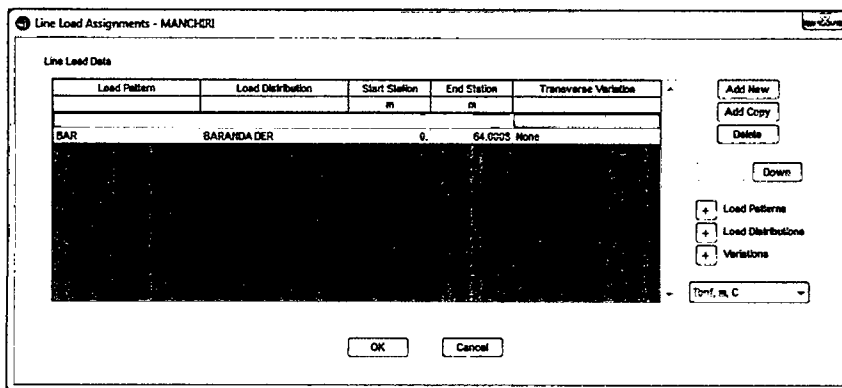 Line Load Assignments - MANCHIRI
Line Load Data
Load Pattern Load Distribution Start Station End Station Transverse Variation
m m
BAR BARANDA DER 0. 64.0005 None
Add New
Add Copy
Delete
Down
+ Load Patterns
+ Load Distributions
+ Variations
Tonf, m, C
OK Cancel